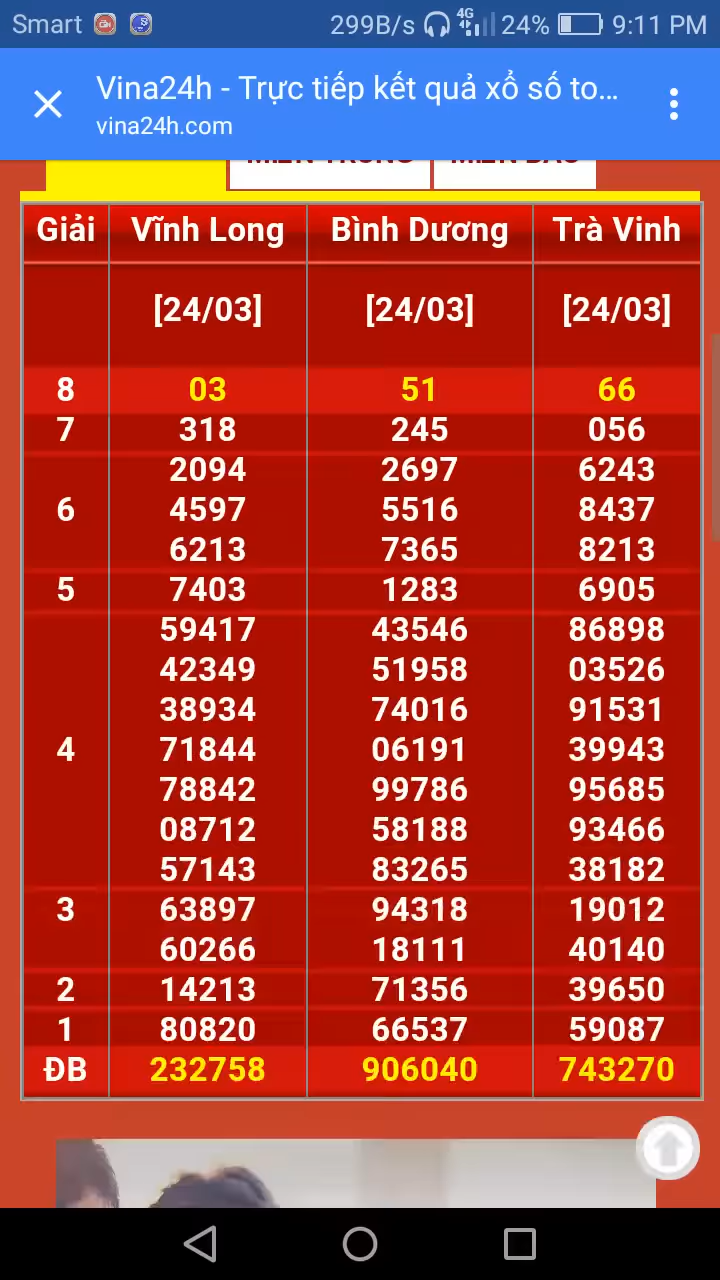 Smart 299B/s 4G 24% 9:11 PM
Vina24h - Trực tiếp kết quả xổ số to...
vina24h.com
MIỀN TRUNG MIỀN BẮC
Giải Vĩnh Long Bình Dương Trà Vinh
[24/03] [24/03] [24/03]
8 03 51 66
7 318 245 056
2094 2697 6243
6 4597 5516 8437
6213 7365 8213
5 7403 1283 6905
59417 43546 86898
42349 51958 03526
38934 74016 91531
4 71844 06191 39943
78842 99786 95685
08712 58188 93466
57143 83265 38182
3 63897 94318 19012
60266 18111 40140
2 14213 71356 39650
1 80820 66537 59087
ĐB 232758 906040 743270